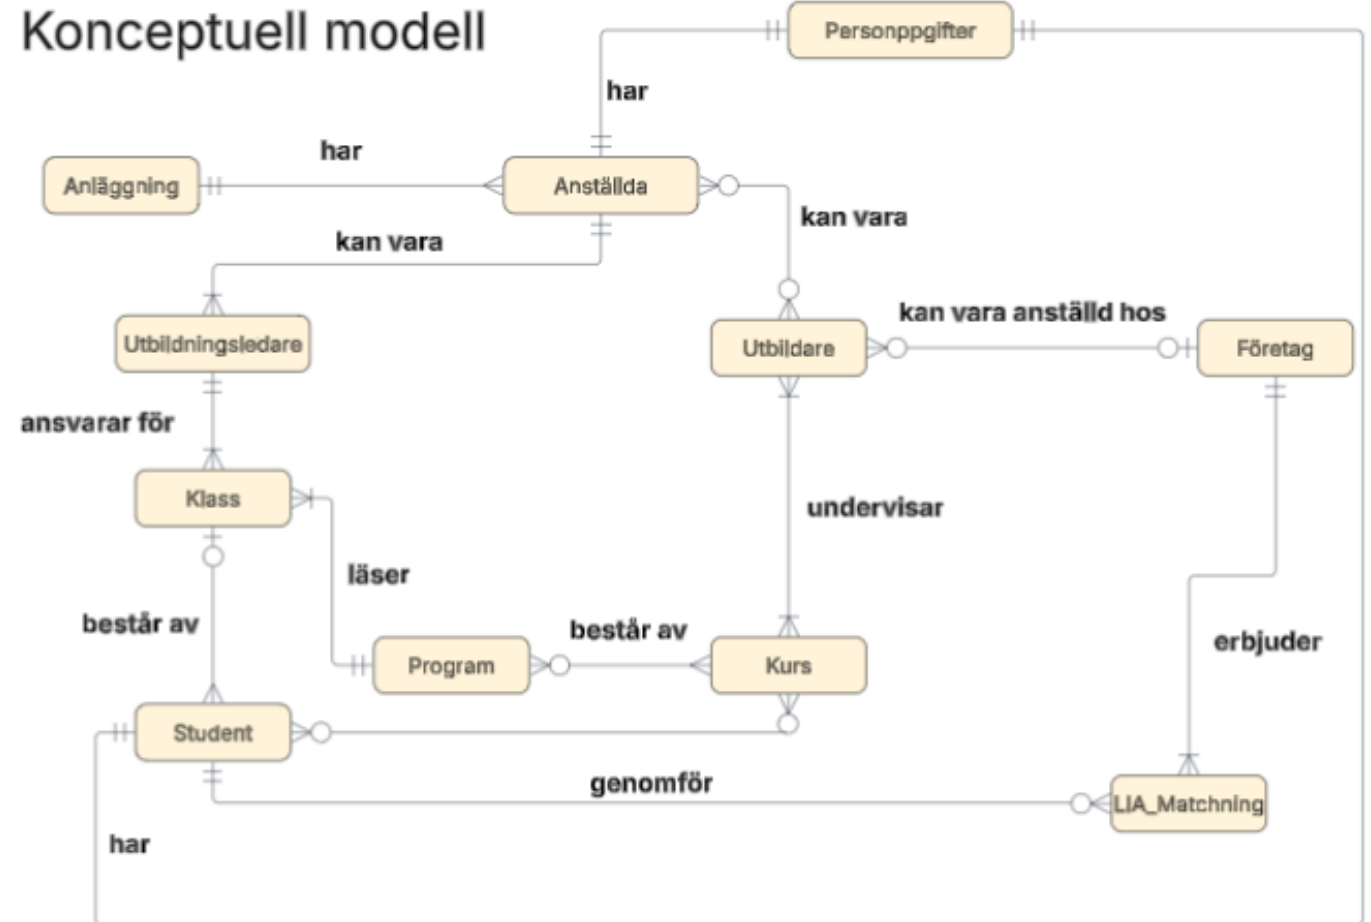 Konceptuell modell
Personppgifter
har
har
Anläggning
Anställda
kan vara
kan vara
kan vara anställd hos
Utbildningsledare
Utbildare
Företag
ansvarar för
Klass
undervisar
läser
består av
består av
erbjuder
Program
Kurs
Student
genomför
LIA_Matchning
har